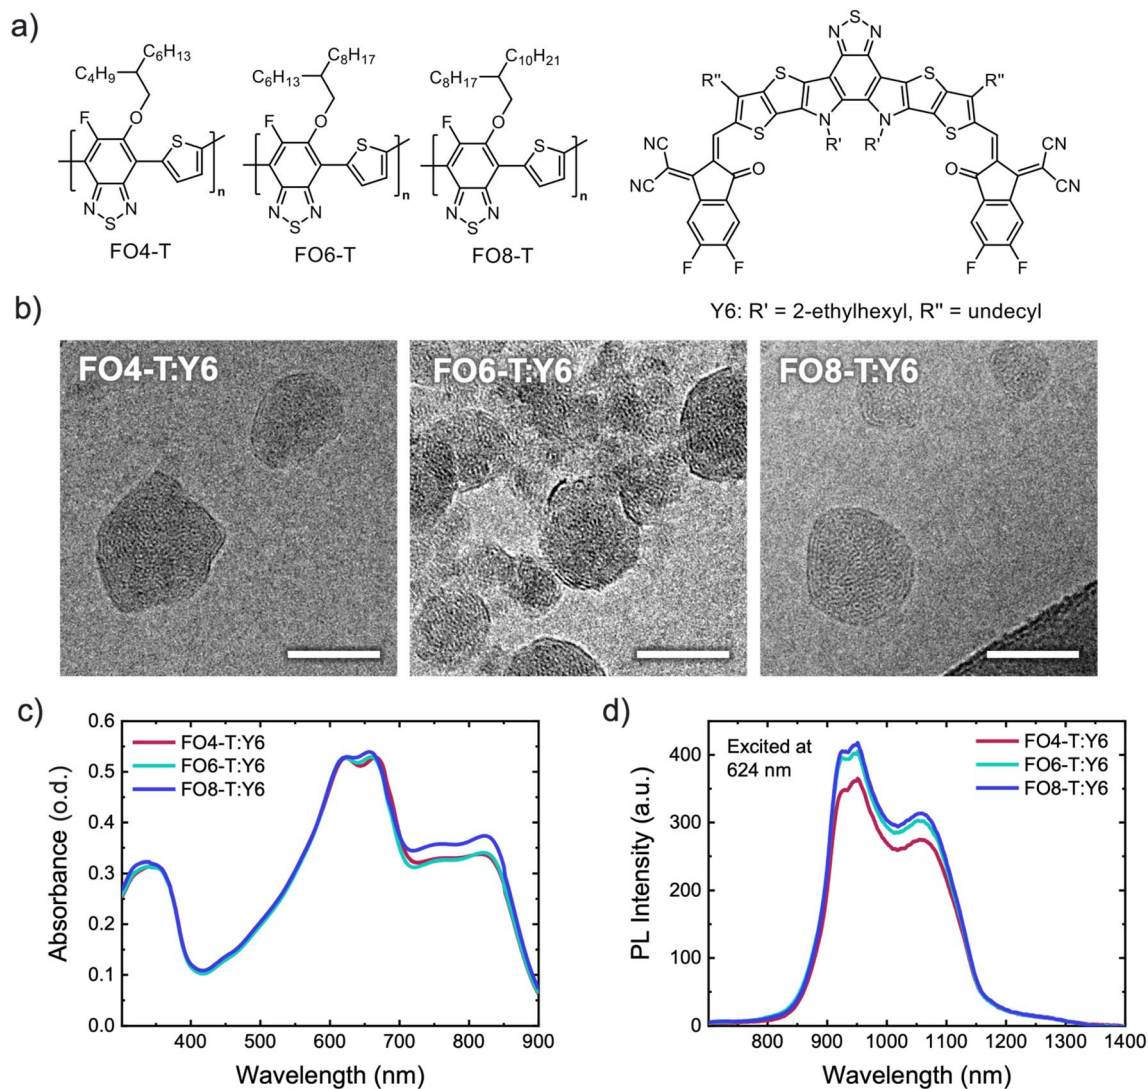 a)
C₆H₁₃
C₄H₉
O
F
S
n
N
N
S
FO4-T
C₈H₁₇
C₆H₁₃
O
F
S
n
N
N
S
FO6-T
C₁₀H₂₁
C₈H₁₇
O
F
S
n
N
N
S
FO8-T
S
N N
R" S S R"
S N N S
R' R'
CN O O CN
CN CN
F F F F
Y6: R' = 2-ethylhexyl, R" = undecyl
b)
FO4-T:Y6
FO6-T:Y6
FO8-T:Y6
c)
0.6
0.5
0.4
0.3
0.2
0.1
0.0
Absorbance (o.d.)
FO4-T:Y6
FO6-T:Y6
FO8-T:Y6
400 500 600 700 800 900
Wavelength (nm)
d)
400
300
200
100
0
PL Intensity (a.u.)
Excited at
624 nm
FO4-T:Y6
FO6-T:Y6
FO8-T:Y6
800 900 1000 1100 1200 1300 1400
Wavelength (nm)